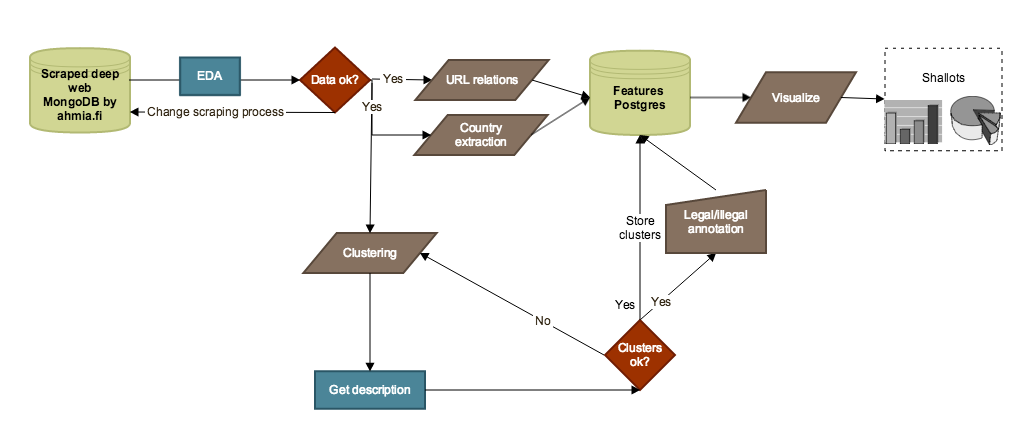 Scraped deep
web
MongoDB by
ahmia.fi
EDA
Data ok?
Yes
Yes
Change scraping process
URL relations
Country
extraction
Features
Postgres
Visualize
Shallots
Clustering
Store
clusters
Legal/illegal
annotation
Yes
Yes
No
Clusters
ok?
Get description